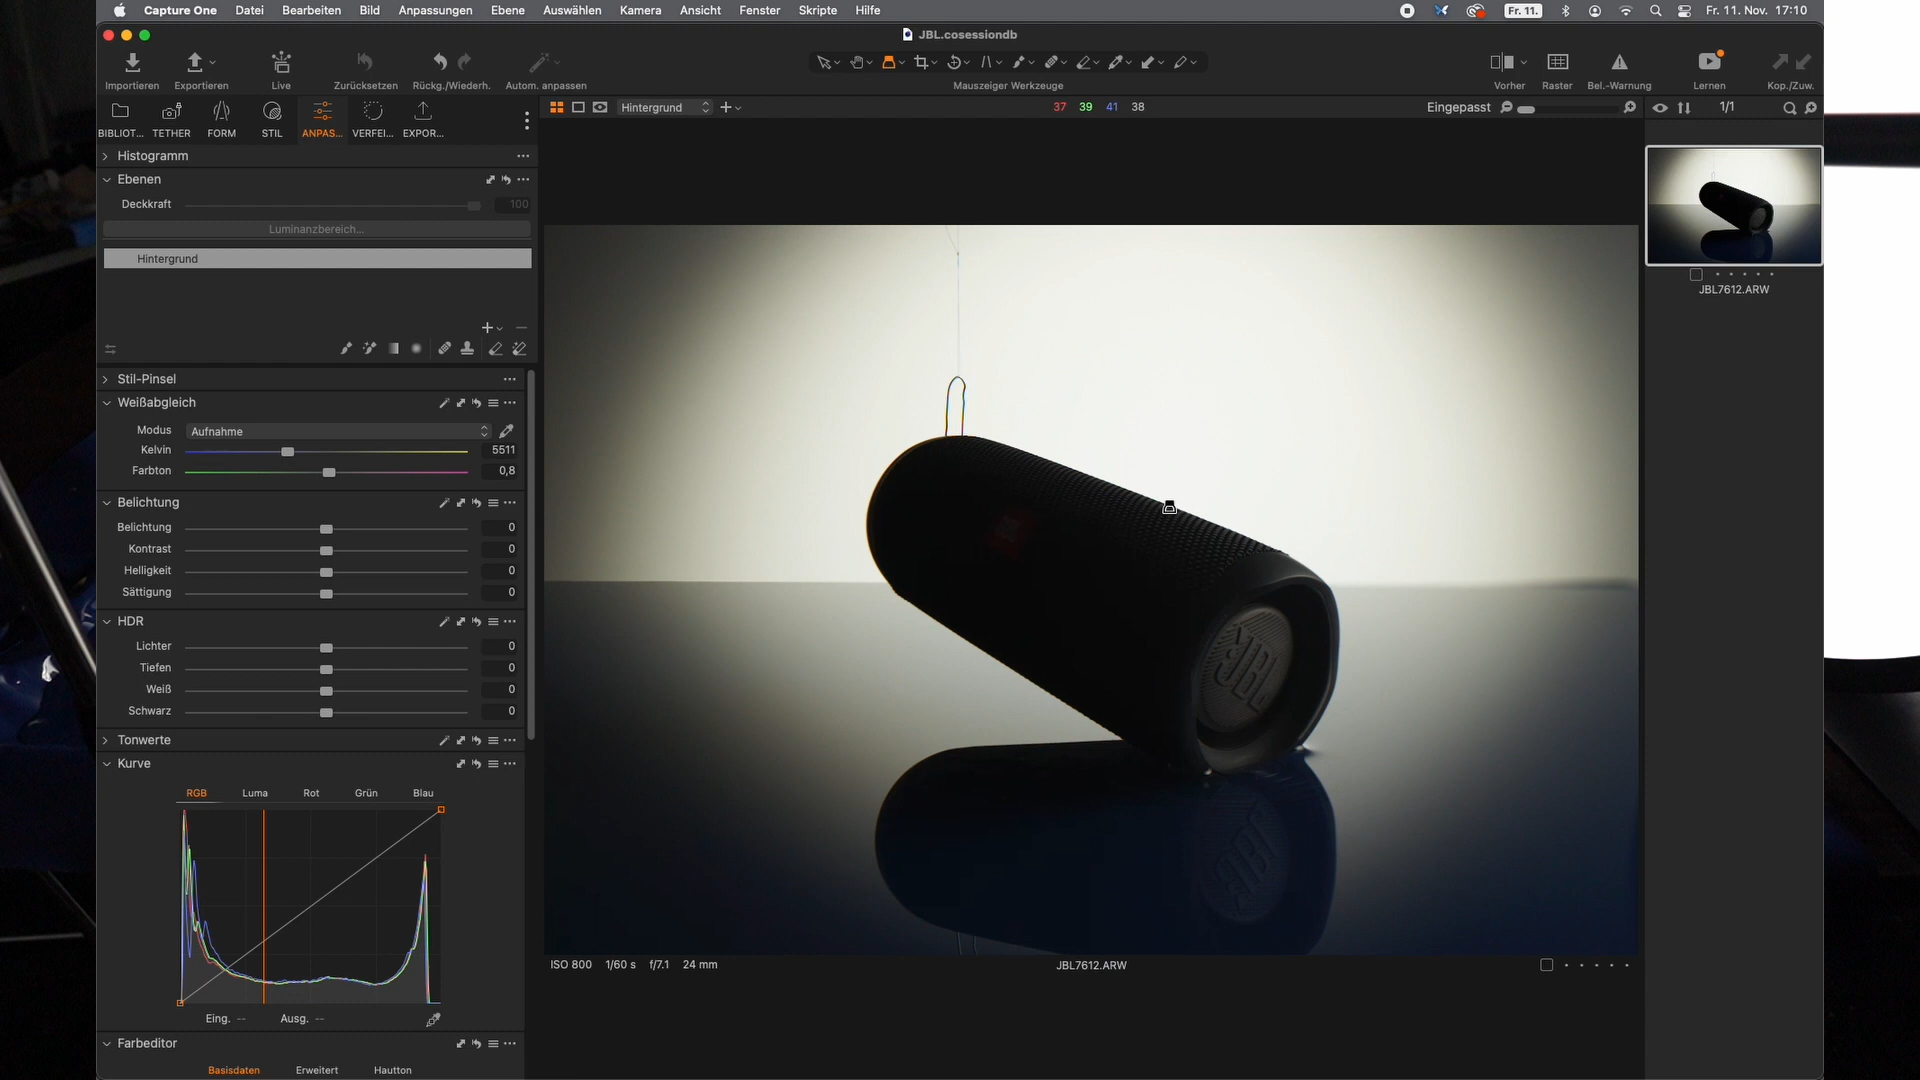 Capture One Datei Bearbeiten Bild Anpassungen Ebene Auswählen Kamera Ansicht Fenster Skripte Hilfe Fr. 11. Fr. 11. Nov. 17:10
JBL.cosessiondb
Importieren Exportieren Live Zurücksetzen Rückg./Wiederh. Autom. anpassen Mauszeiger Werkzeuge Vorher Raster Bel.-Warnung Lernen Kop./Zuw.
BIBLIOT... TETHER FORM STIL ANPAS... VERFEI... EXPOR...
Hintergrund 37 39 41 38 Eingepasst 1/1
Histogramm
Ebenen
Deckkraft 100
Luminanzbereich...
Hintergrund
Stil-Pinsel
Weißabgleich
Modus Aufnahme
Kelvin 5511
Farbton 0,8
Belichtung
Belichtung 0
Kontrast 0
Helligkeit 0
Sättigung 0
HDR
Lichter 0
Tiefen 0
Weiß 0
Schwarz 0
Tonwerte
Kurve
RGB Luma Rot Grün Blau
Eing. -- Ausg. --
Farbeditor
Basisdaten Erweitert Hautton
JBL
JBL
ISO 800 1/60 s f/7.1 24 mm JBL7612.ARW
JBL7612.ARW